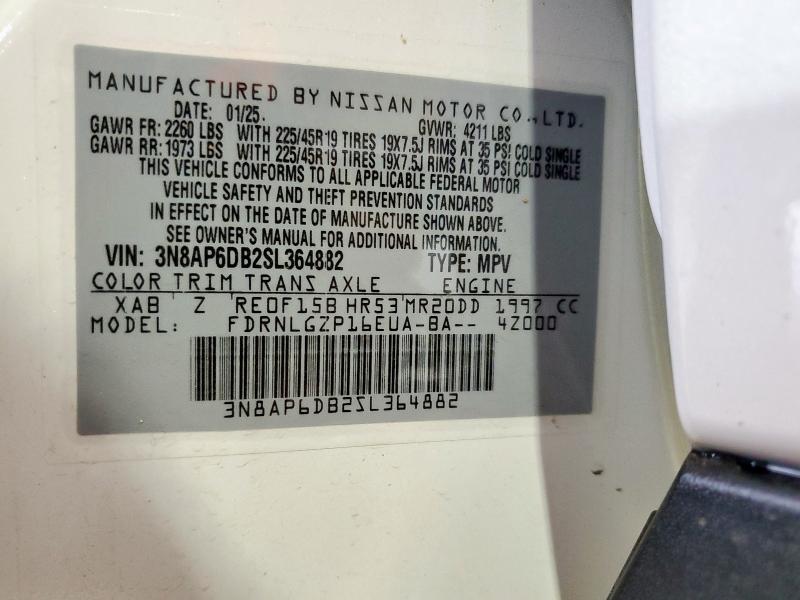 MANUFACTURED BY NISSAN MOTOR CO.,LTD.
DATE: 01/25. GVWR: 4211 LBS
GAWR FR: 2260 LBS WITH 225/45R19 TIRES 19X7.5J RIMS AT 35 PSI COLD SINGLE
GAWR RR: 1973 LBS WITH 225/45R19 TIRES 19X7.5J RIMS AT 35 PSI COLD SINGLE
THIS VEHICLE CONFORMS TO ALL APPLICABLE FEDERAL MOTOR
VEHICLE SAFETY AND THEFT PREVENTION STANDARDS
IN EFFECT ON THE DATE OF MANUFACTURE SHOWN ABOVE.
SEE OWNER'S MANUAL FOR ADDITIONAL INFORMATION.
VIN: 3N8AP6DB2SL364882 TYPE: MPV
COLOR TRIM TRANS AXLE ENGINE
XAB Z RE0F15B HR53 MR20DD 1997 CC
MODEL: FDRNLGZP16EUA-BA-- 4Z000
3N8AP6DB2SL364882